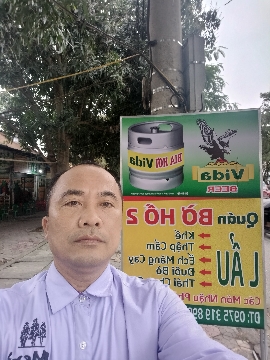 BIA HƠI Vida
Vida
BEER
Quán BỜ HỒ 2
LẨU
Khế
Thập Cẩm
Ếch Măng Cay
Đuôi Bò
Thái
Các Món Nhậu
ĐT: 0975 319